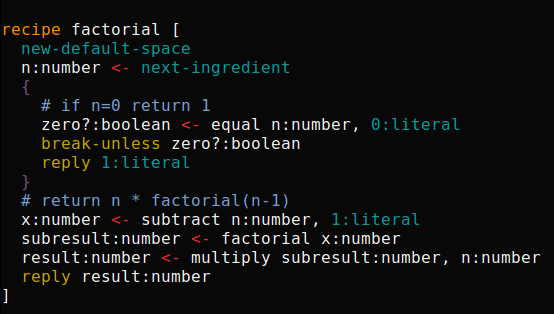 recipe factorial [
  new-default-space
  n:number <- next-ingredient
  {
    # if n=0 return 1
    zero?:boolean <- equal n:number, 0:literal
    break-unless zero?:boolean
    reply 1:literal
  }
  # return n * factorial(n-1)
  x:number <- subtract n:number, 1:literal
  subresult:number <- factorial x:number
  result:number <- multiply subresult:number, n:number
  reply result:number
]